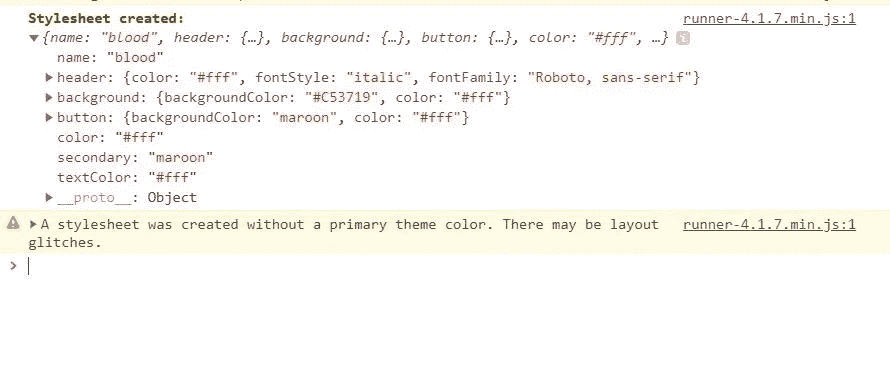 Stylesheet created: runner-4.1.7.min.js:1
{name: "blood", header: {…}, background: {…}, button: {…}, color: "#fff", …} i
name: "blood"
header: {color: "#fff", fontStyle: "italic", fontFamily: "Roboto, sans-serif"}
background: {backgroundColor: "#C53719", color: "#fff"}
button: {backgroundColor: "maroon", color: "#fff"}
color: "#fff"
secondary: "maroon"
textColor: "#fff"
__proto__: Object
A stylesheet was created without a primary theme color. There may be layout runner-4.1.7.min.js:1
glitches.
>